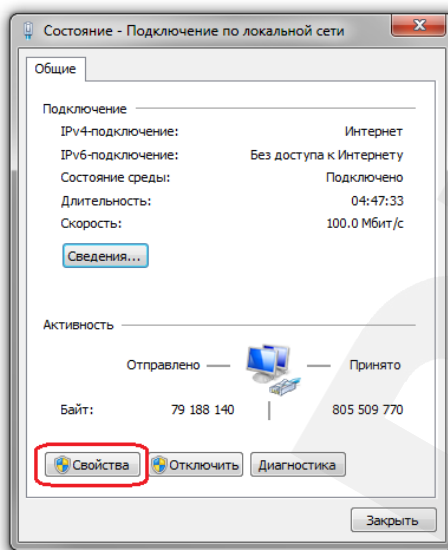 Состояние - Подключение по локальной сети
Общие
Подключение
IPv4-подключение: Интернет
IPv6-подключение: Без доступа к Интернету
Состояние среды: Подключено
Длительность: 04:47:33
Скорость: 100.0 Мбит/с
Сведения...
Активность
Отправлено Принято
Байт: 79 188 140 805 509 770
Свойства Отключить Диагностика
Закрыть